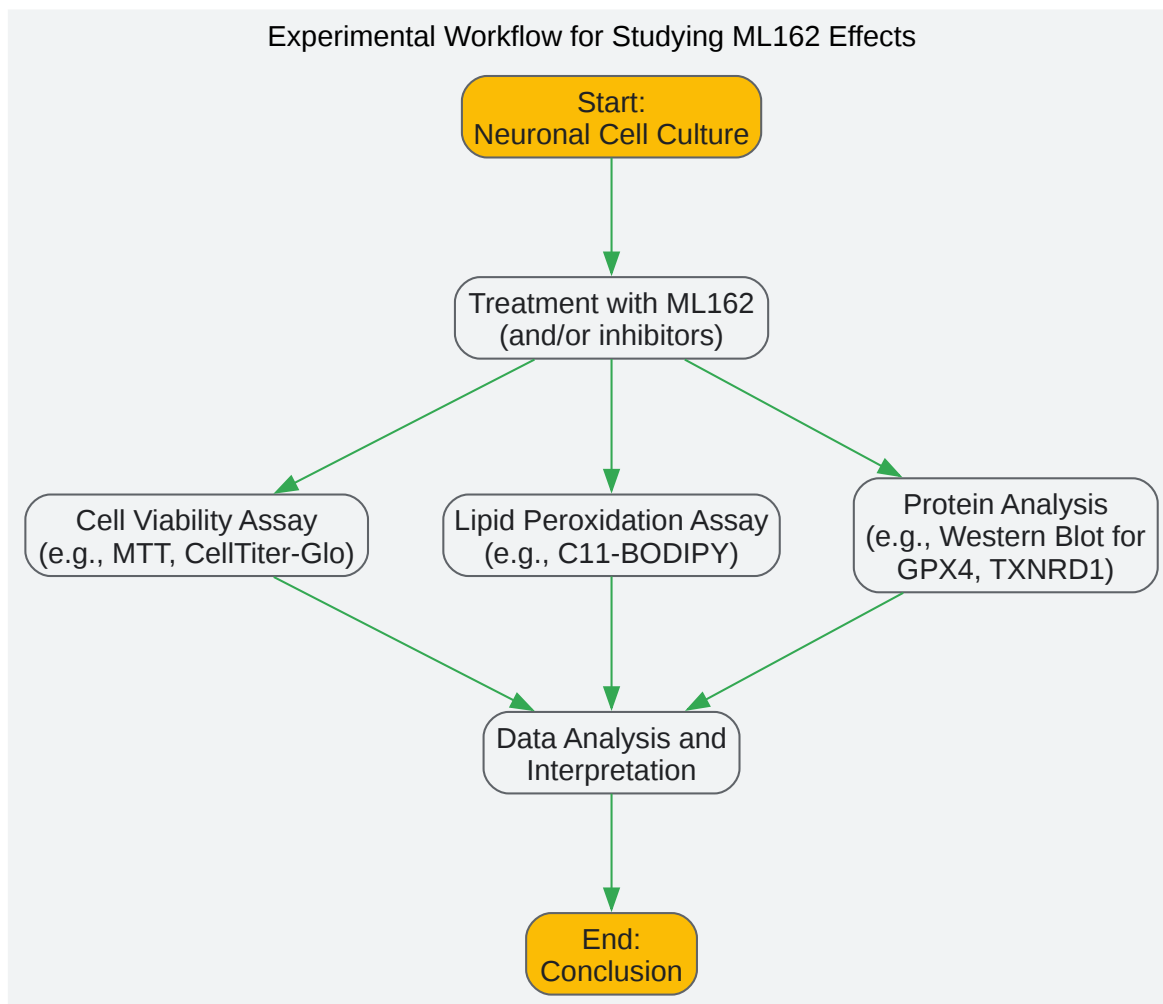 Experimental Workflow for Studying ML162 Effects
Start:
Neuronal Cell Culture
Treatment with ML162
(and/or inhibitors)
Cell Viability Assay
(e.g., MTT, CellTiter-Glo)
Lipid Peroxidation Assay
(e.g., C11-BODIPY)
Protein Analysis
(e.g., Western Blot for
GPX4, TXNRD1)
Data Analysis and
Interpretation
End:
Conclusion